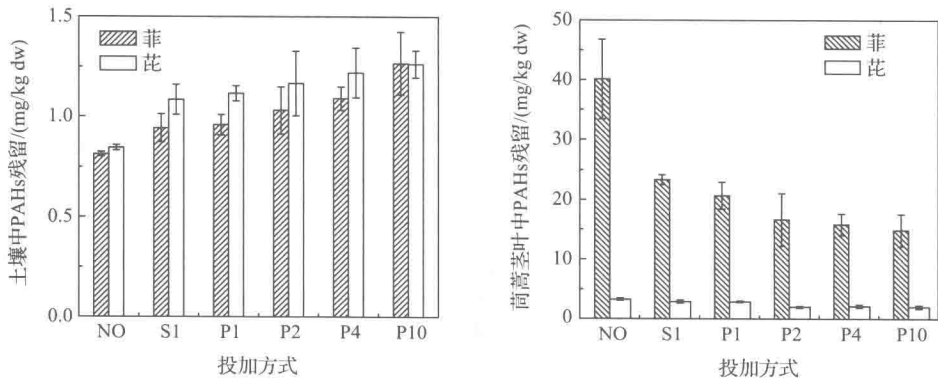 1.5
1.0
0.5
0.0
土壤中PAHs残留/(mg/kg dw)
菲
芘
NO S1 P1 P2 P4 P10
投加方式
50
40
30
20
10
0
茼蒿茎叶中PAHs残留/(mg/kg dw)
菲
芘
NO S1 P1 P2 P4 P10
投加方式